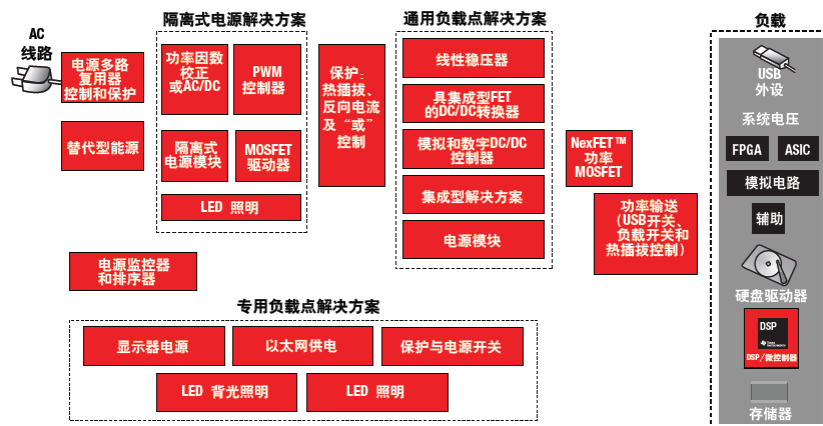 AC
线路
电源多路
复用器
控制和保护
替代型能源
隔离式电源解决方案
功率因数
校正
或AC/DC
PWM
控制器
隔离式
电源模块
MOSFET
驱动器
LED 照明
保护：
热插拔、
反向电流
及“或”
控制
通用负载点解决方案
线性稳压器
具集成型FET
的DC/DC转换器
模拟和数字DC/DC
控制器
集成型解决方案
电源模块
NexFET™
功率
MOSFET
功率输送
（USB开关、
负载开关和
热插拔控制）
电源监控器
和排序器
专用负载点解决方案
显示器电源
以太网供电
保护与电源开关
LED 背光照明
LED 照明
负载
USB
外设
系统电压
FPGA
ASIC
模拟电路
辅助
硬盘驱动器
DSP
DSP/微控制器
存储器